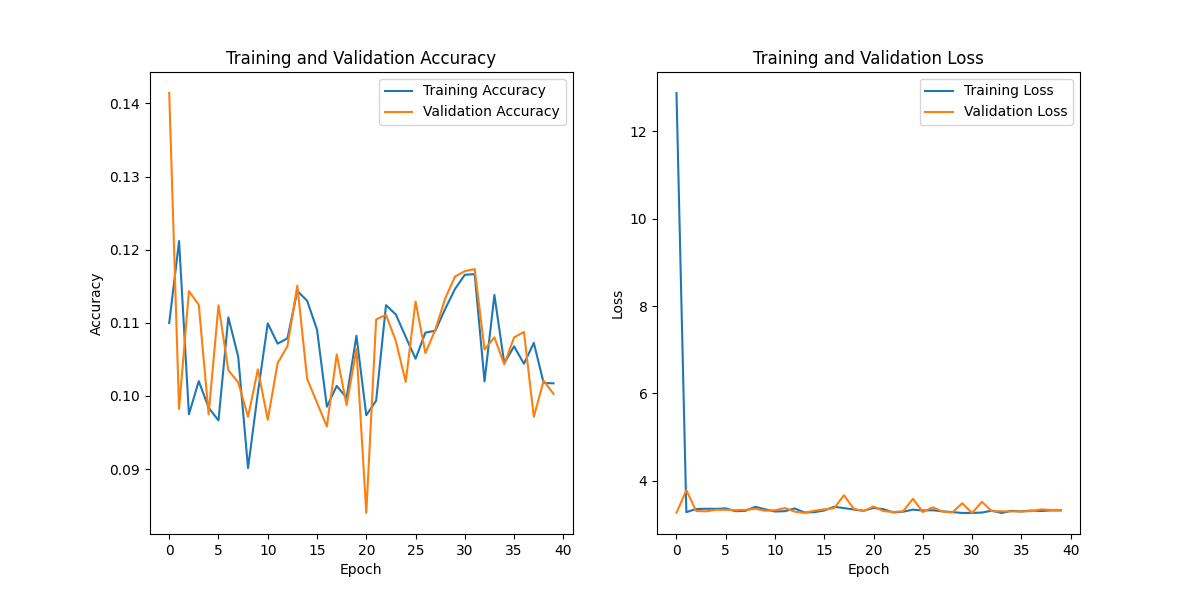 Training and Validation Accuracy
Training Accuracy
Validation Accuracy
0.14
0.13
0.12
0.11
0.10
0.09
Accuracy
0 5 10 15 20 25 30 35 40
Epoch
Training and Validation Loss
Training Loss
Validation Loss
12
10
8
6
4
Loss
0 5 10 15 20 25 30 35 40
Epoch